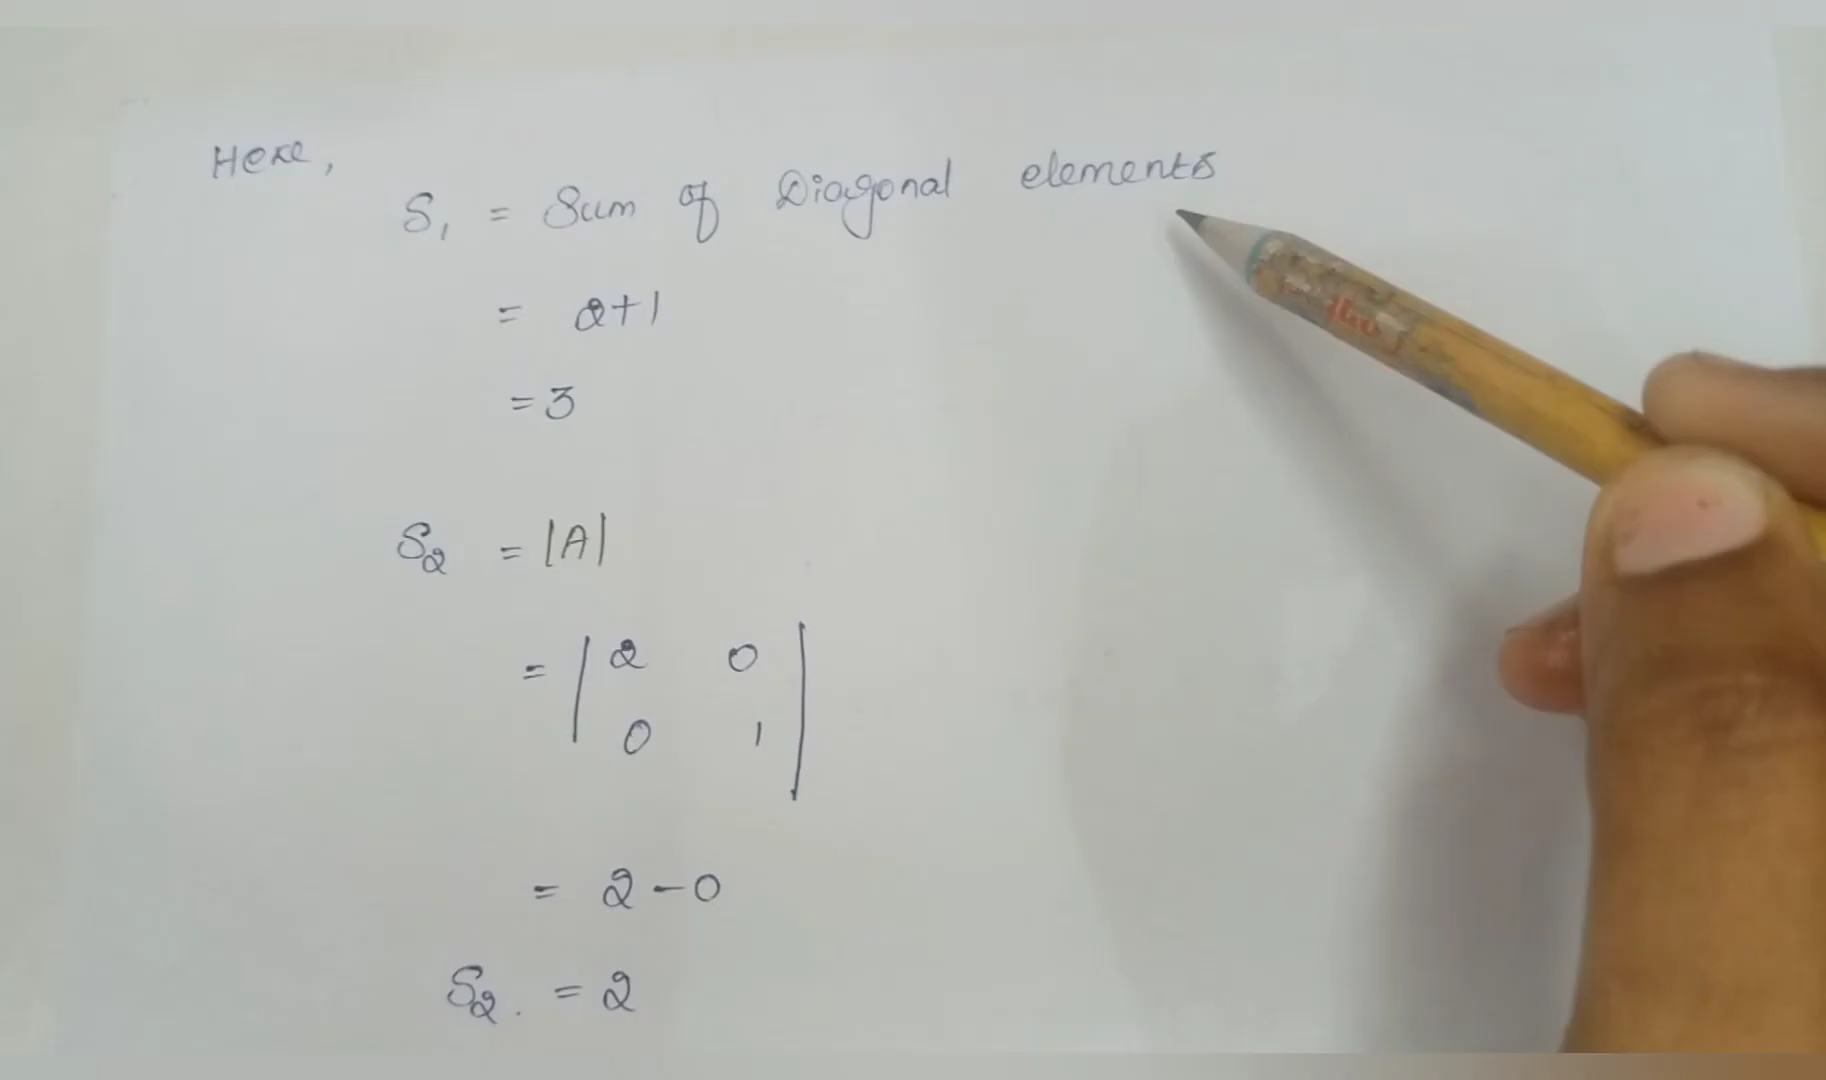 Here,
S₁ = Sum of Diagonal elements
= 2+1
= 3
S₂ = |A|
= | 2 0 |
| 0 1 |
= 2 - 0
S₂. = 2